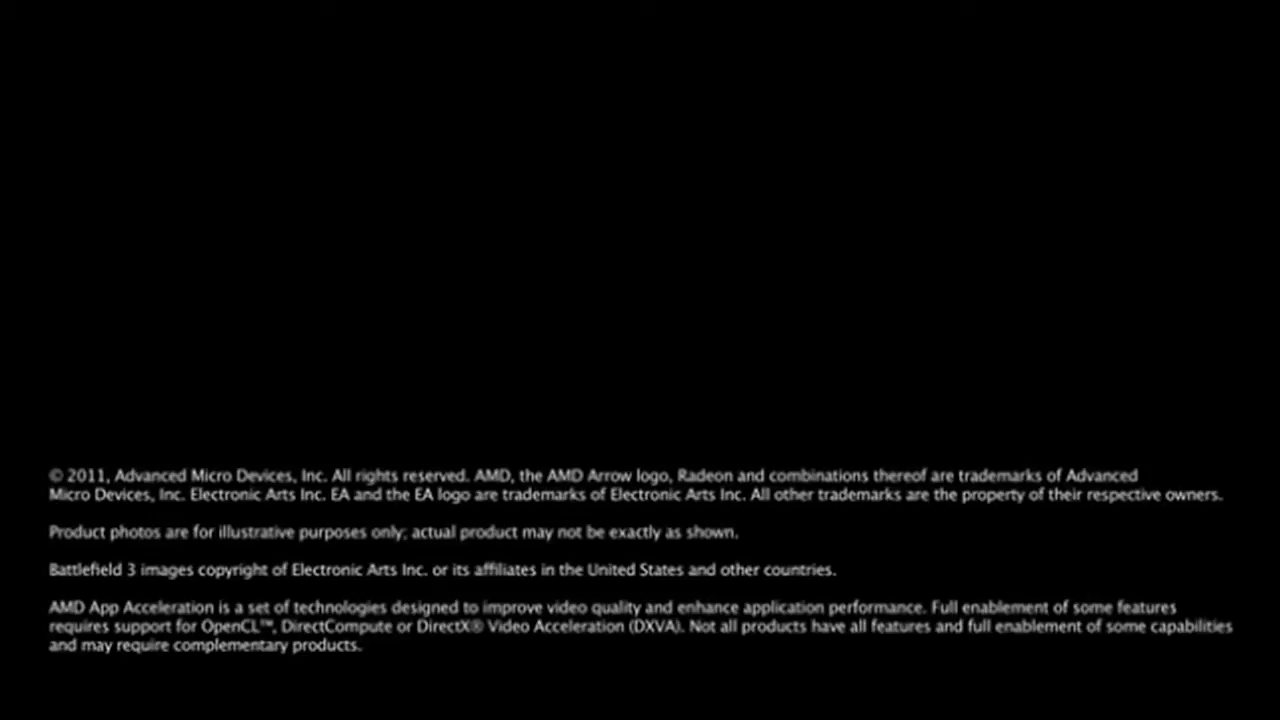 © 2011, Advanced Micro Devices, Inc. All rights reserved. AMD, the AMD Arrow logo, Radeon and combinations thereof are trademarks of Advanced
Micro Devices, Inc. Electronic Arts Inc. EA and the EA logo are trademarks of Electronic Arts Inc. All other trademarks are the property of their respective owners.
Product photos are for illustrative purposes only; actual product may not be exactly as shown.
Battlefield 3 images copyright of Electronic Arts Inc. or its affiliates in the United States and other countries.
AMD App Acceleration is a set of technologies designed to improve video quality and enhance application performance. Full enablement of some features
requires support for OpenCL™, DirectCompute or DirectX® Video Acceleration (DXVA). Not all products have all features and full enablement of some capabilities
and may require complementary products.